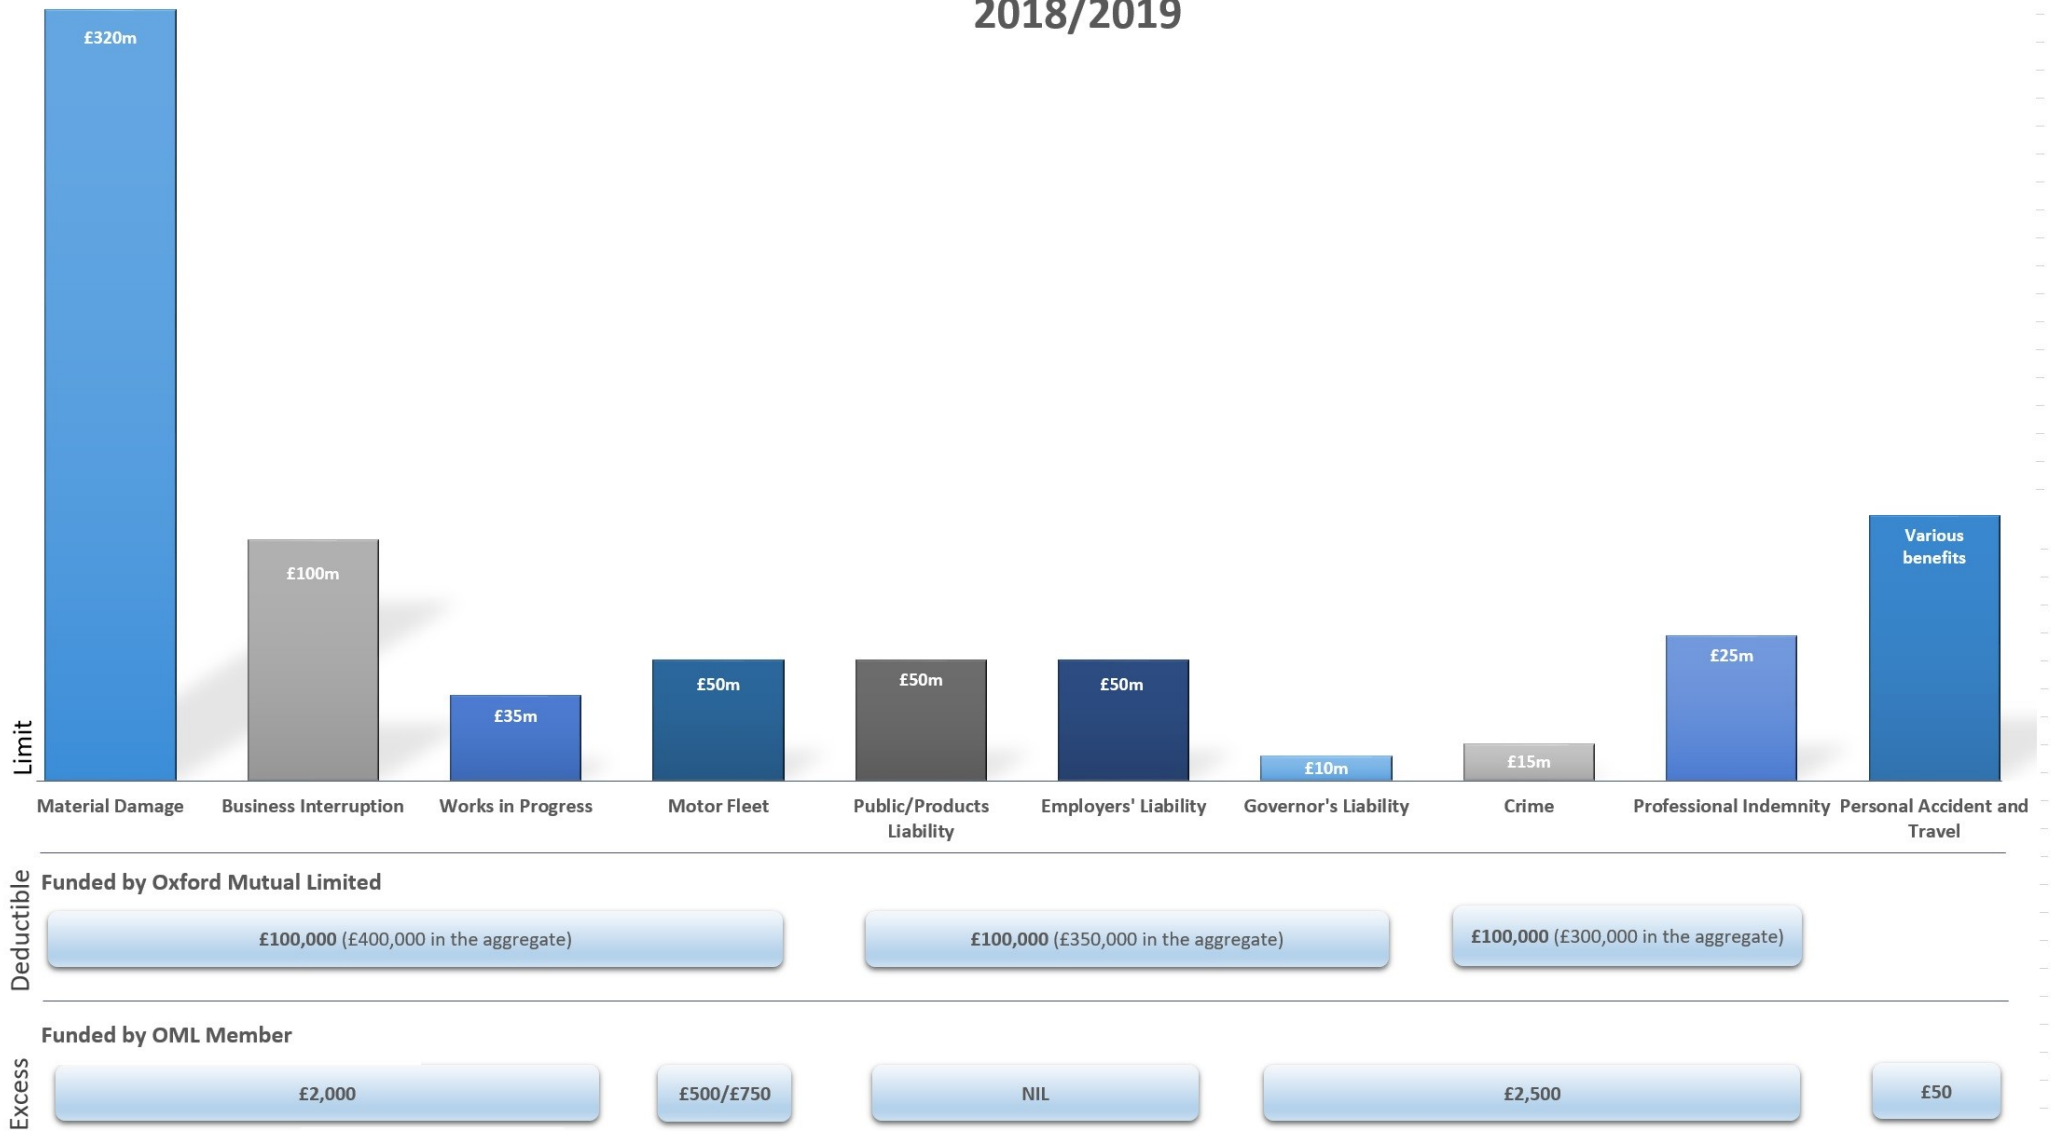 2018/2019
£320m
£100m
£35m
£50m
£50m
£50m
£10m
£15m
£25m
Various
benefits
Limit
Material Damage
Business Interruption
Works in Progress
Motor Fleet
Public/Products
Liability
Employers' Liability
Governor's Liability
Crime
Professional Indemnity
Personal Accident and
Travel
Deductible
Funded by Oxford Mutual Limited
£100,000 (£400,000 in the aggregate)
£100,000 (£350,000 in the aggregate)
£100,000 (£300,000 in the aggregate)
Excess
Funded by OML Member
£2,000
£500/£750
NIL
£2,500
£50